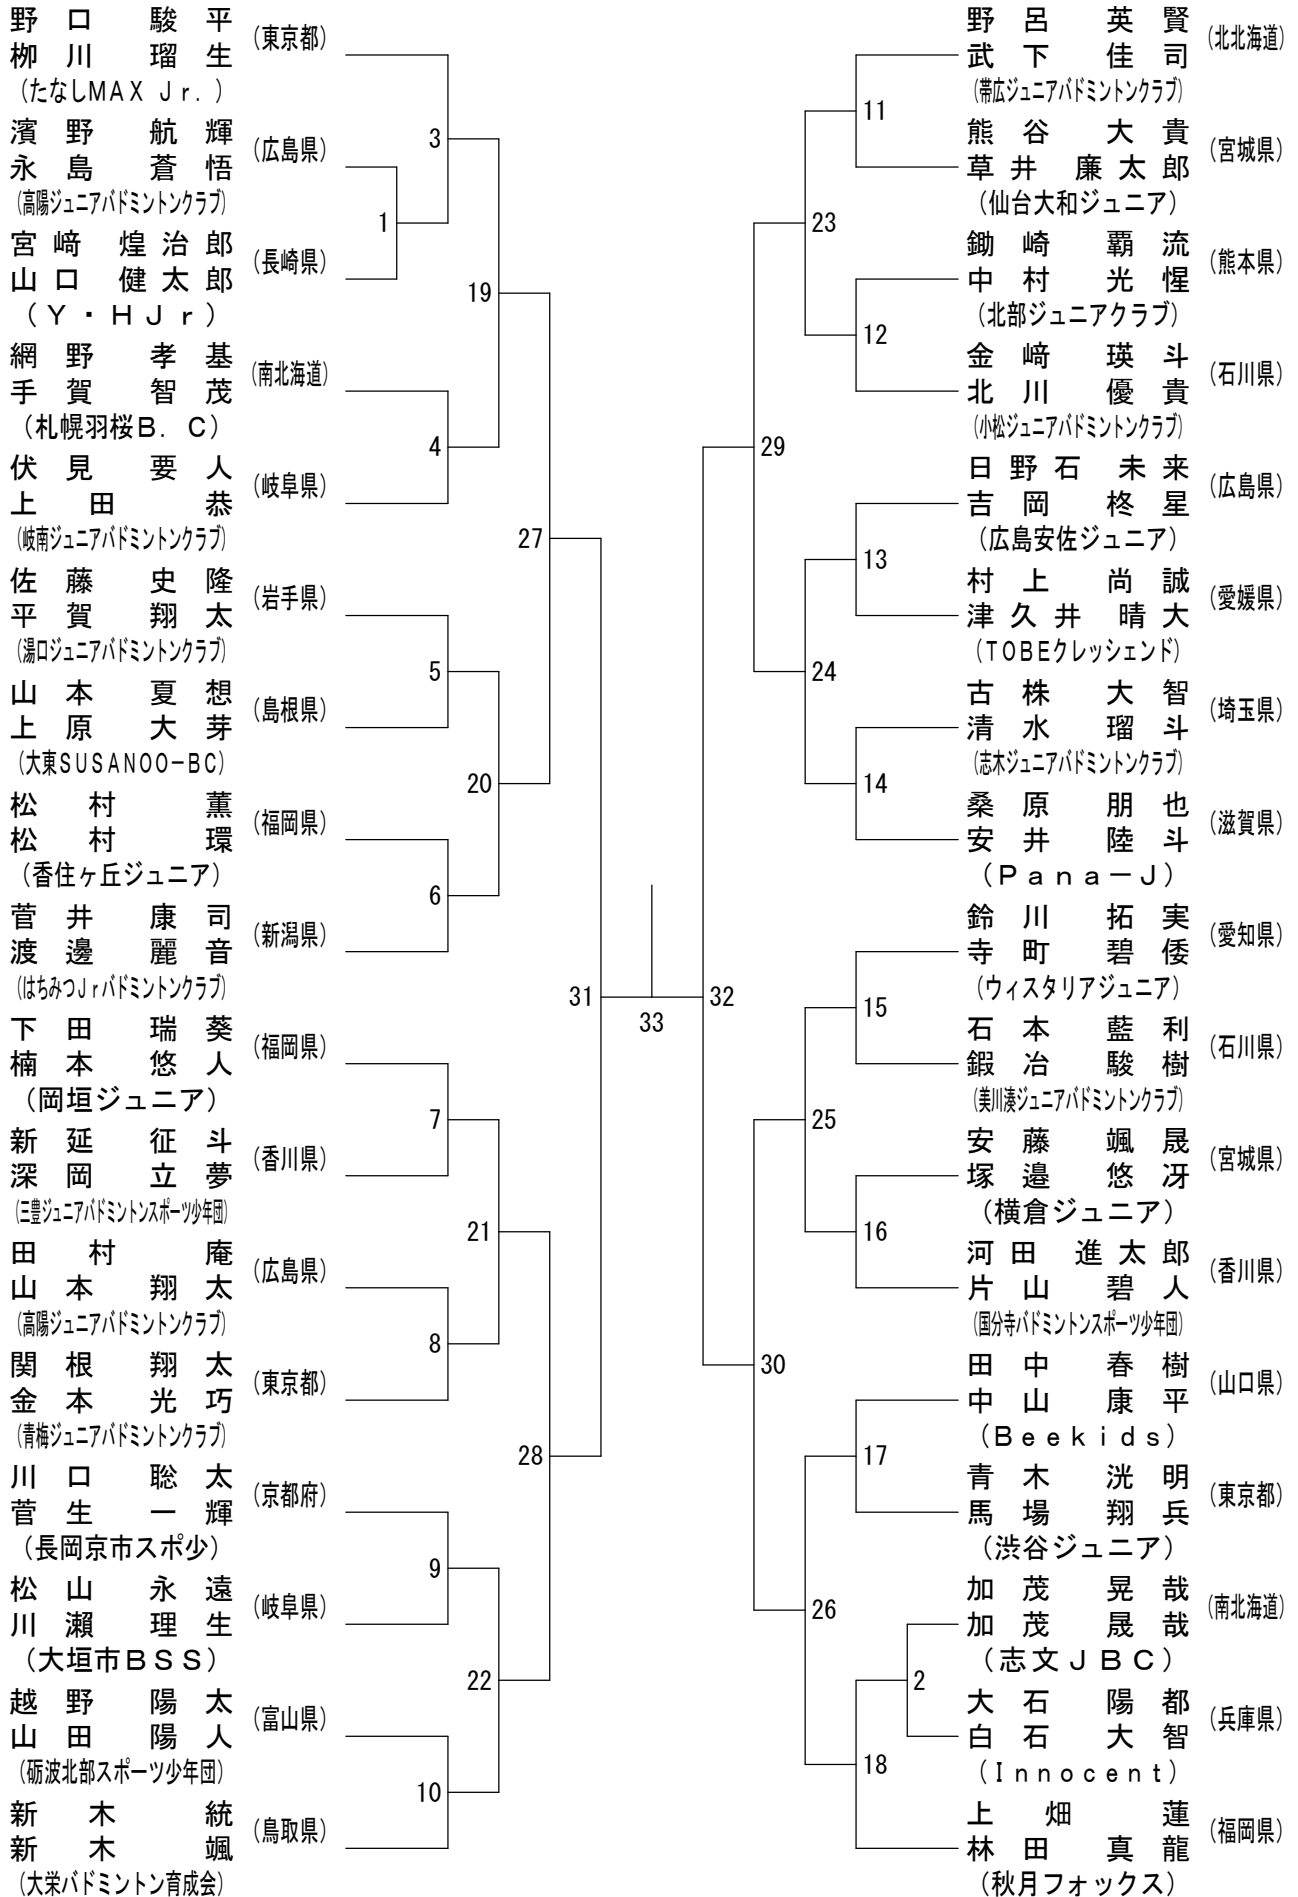 野口 駿平
柳川 瑠生
(東京都)
(たなしMAX Jr.)
濱野 航輝
永島 蒼悟
(広島県)
(高陽ジュニアバドミントンクラブ)
宮﨑 煌治郎
山口 健太郎
(長崎県)
(Y・HJr)
網野 孝基
手賀 智茂
(南北海道)
(札幌羽桜B.C)
伏見 要人
上田 恭
(岐阜県)
(岐南ジュニアバドミントンクラブ)
佐藤 史隆
平賀 翔太
(岩手県)
(湯口ジュニアバドミントンクラブ)
山本 夏想
上原 大芽
(島根県)
(大東SUSANOO-BC)
松村 薫
松村 環
(福岡県)
(香住ヶ丘ジュニア)
菅井 康司
渡邊 麗音
(新潟県)
(はちみつJrバドミントンクラブ)
下田 瑞葵
楠本 悠人
(福岡県)
(岡垣ジュニア)
新延 征斗
深岡 立夢
(香川県)
(三豊ジュニアバドミントンスポーツ少年団)
田村 庵
山本 翔太
(広島県)
(高陽ジュニアバドミントンクラブ)
関根 翔太
金本 光巧
(東京都)
(青梅ジュニアバドミントンクラブ)
川口 聡太
菅生 一輝
(京都府)
(長岡京市スポ少)
松山 永遠
川瀬 理生
(岐阜県)
(大垣市BSS)
越野 陽太
山田 陽人
(富山県)
(砺波北部スポーツ少年団)
新木 統
新木 颯
(鳥取県)
(大栄バドミントン育成会)
1
3
4
5
6
7
8
9
10
19
20
21
22
27
28
31
33
32
29
30
23
24
25
26
11
12
13
14
15
16
17
18
2
野呂 英賢
武下 佳司
(北北海道)
(帯広ジュニアバドミントンクラブ)
熊谷 大貴
草井 廉太郎
(宮城県)
(仙台大和ジュニア)
鋤崎 覇流
中村 光惺
(熊本県)
(北部ジュニアクラブ)
金﨑 瑛斗
北川 優貴
(石川県)
(小松ジュニアバドミントンクラブ)
日野石 未来
吉岡 柊星
(広島県)
(広島安佐ジュニア)
村上 尚誠
津久井 晴大
(愛媛県)
(TOBEクレッシェンド)
古株 大智
清水 瑠斗
(埼玉県)
(志木ジュニアバドミントンクラブ)
桑原 朋也
安井 陸斗
(滋賀県)
(Pana-J)
鈴川 拓実
寺町 碧倭
(愛知県)
(ウィスタリアジュニア)
石本 藍利
鍜冶 駿樹
(石川県)
(美川湊ジュニアバドミントンクラブ)
安藤 颯晟
塚邉 悠冴
(宮城県)
(横倉ジュニア)
河田 進太郎
片山 碧人
(香川県)
(国分寺バドミントンスポーツ少年団)
田中 春樹
中山 康平
(山口県)
(Beekids)
青木 洸明
馬場 翔兵
(東京都)
(渋谷ジュニア)
加茂 晃哉
加茂 晟哉
(南北海道)
(志文JBC)
大石 陽都
白石 大智
(兵庫県)
(Innocent)
上畑 蓮
林田 真龍
(福岡県)
(秋月フォックス)